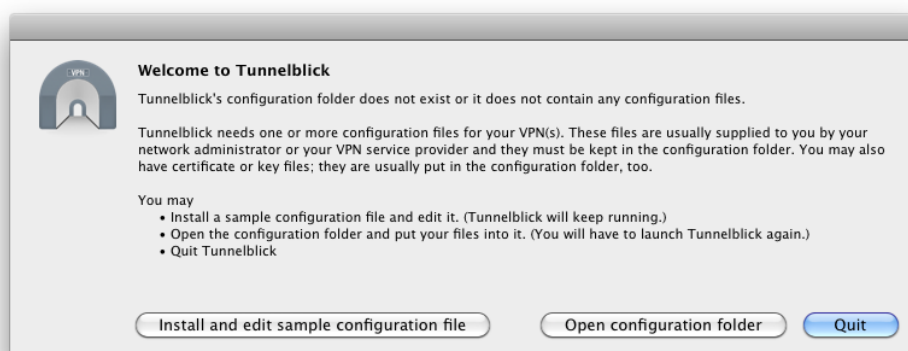 VPN
Welcome to Tunnelblick
Tunnelblick's configuration folder does not exist or it does not contain any configuration files.
Tunnelblick needs one or more configuration files for your VPN(s). These files are usually supplied to you by your
network administrator or your VPN service provider and they must be kept in the configuration folder. You may also
have certificate or key files; they are usually put in the configuration folder, too.
You may
• Install a sample configuration file and edit it. (Tunnelblick will keep running.)
• Open the configuration folder and put your files into it. (You will have to launch Tunnelblick again.)
• Quit Tunnelblick
Install and edit sample configuration file
Open configuration folder
Quit